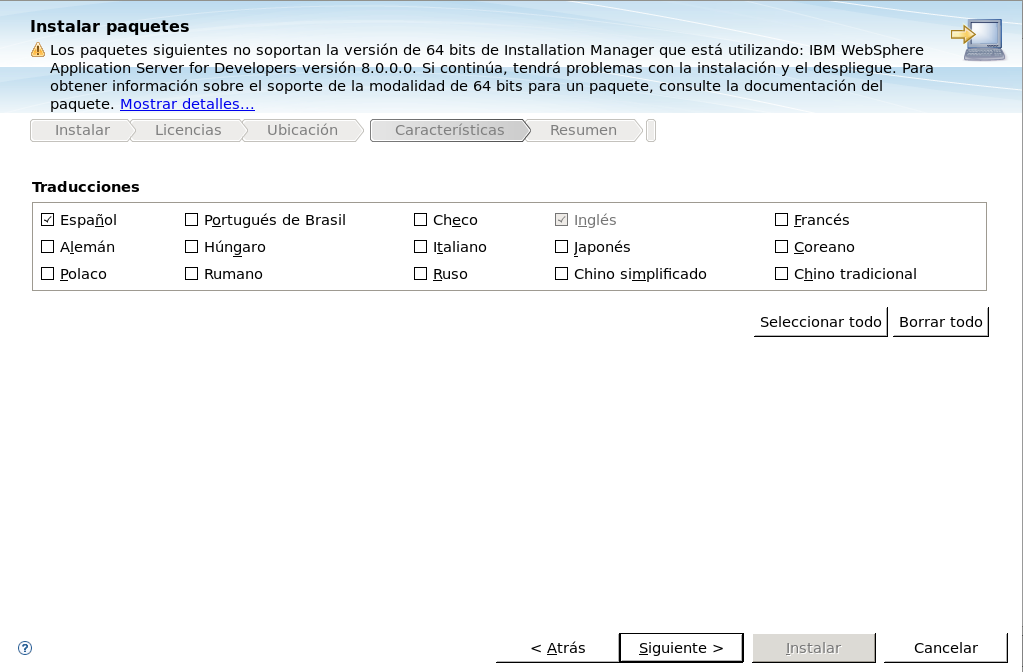 Instalar paquetes
Los paquetes siguientes no soportan la versión de 64 bits de Installation Manager que está utilizando: IBM WebSphere
Application Server for Developers versión 8.0.0.0. Si continúa, tendrá problemas con la instalación y el despliegue. Para
obtener información sobre el soporte de la modalidad de 64 bits para un paquete, consulte la documentación del
paquete. Mostrar detalles...
Instalar Licencias Ubicación Características Resumen
Traducciones
Español Portugués de Brasil Checo Inglés Francés
Alemán Húngaro Italiano Japonés Coreano
Polaco Rumano Ruso Chino simplificado Chino tradicional
Seleccionar todo Borrar todo
? < Atrás Siguiente > Instalar Cancelar